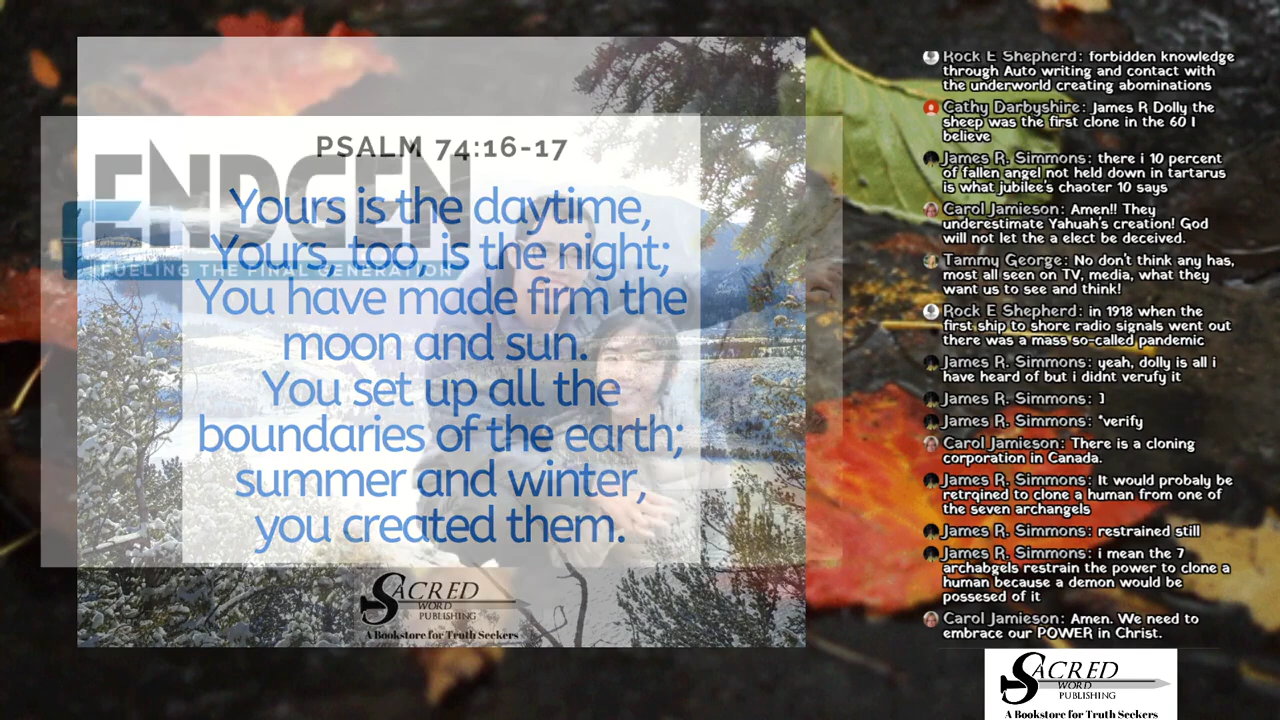 PSALM 74:16-17
ENDGEN
FUELING THE FINAL GENERATION
Yours is the daytime,
Yours, too, is the night;
You have made firm the
moon and sun.
You set up all the
boundaries of the earth;
summer and winter,
you created them.
SACRED
WORD
PUBLISHING
A Bookstore for Truth Seekers
Rock E Shepherd: forbidden knowledge
through Auto writing and contact with
the underworld creating abominations
Cathy Darbyshire: James R Dolly the
sheep was the first clone in the 60 I
believe
James R. Simmons: there i 10 percent
of fallen angel not held down in tartarus
is what jubilee's chaoter 10 says
Carol Jamieson: Amen!! They
underestimate Yahuah's creation! God
will not let the a elect be deceived.
Tammy George: No don't think any has,
most all seen on TV, media, what they
want us to see and think!
Rock E Shepherd: in 1918 when the
first ship to shore radio signals went out
there was a mass so-called pandemic
James R. Simmons: yeah, dolly is all i
have heard of but i didnt verufy it
James R. Simmons: ]
James R. Simmons: *verify
Carol Jamieson: There is a cloning
corporation in Canada.
James R. Simmons: It would probaly be
retrqined to clone a human from one of
the seven archangels
James R. Simmons: restrained still
James R. Simmons: i mean the 7
archabgels restrain the power to clone a
human because a demon would be
possesed of it
Carol Jamieson: Amen. We need to
embrace our POWER in Christ.
SACRED
WORD
PUBLISHING
A Bookstore for Truth Seekers